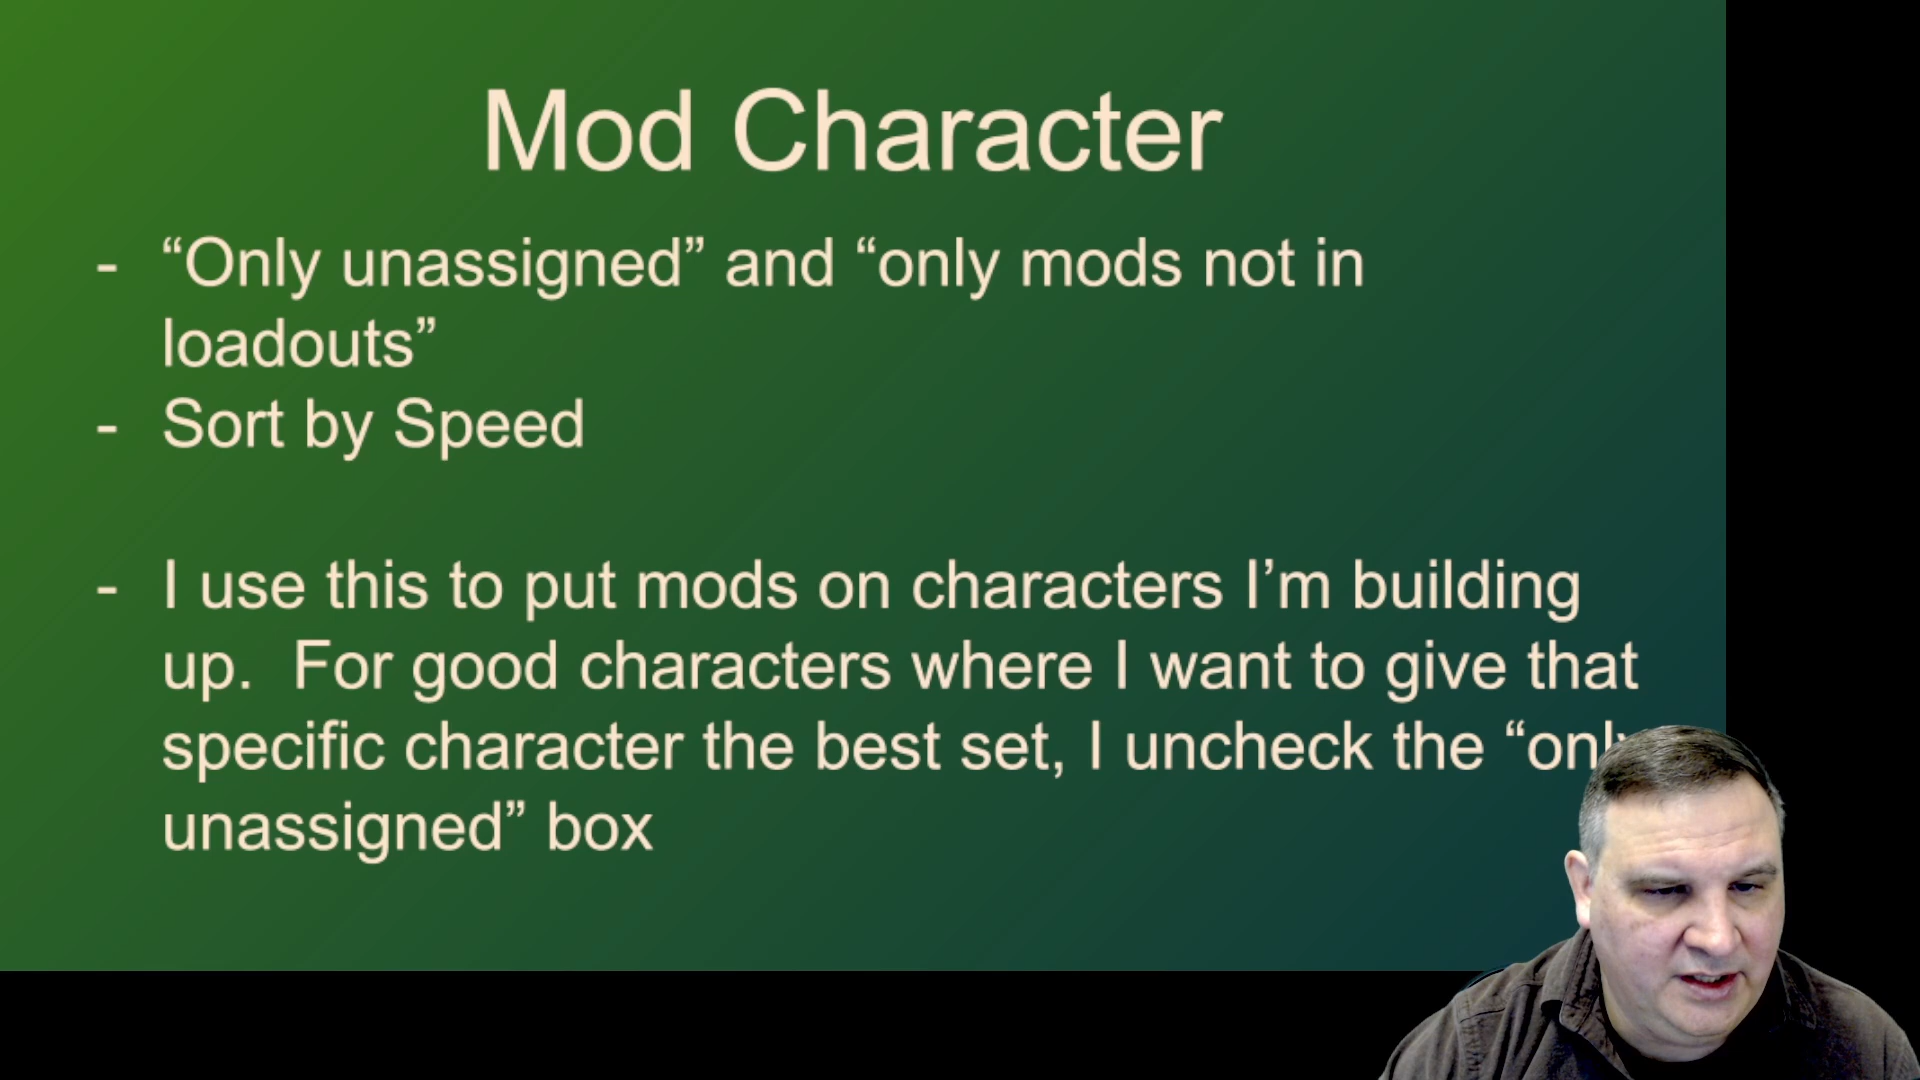 Mod Character
- “Only unassigned” and “only mods not in
loadouts”
- Sort by Speed
- I use this to put mods on characters I’m building
up.  For good characters where I want to give that
specific character the best set, I uncheck the “only
unassigned” box